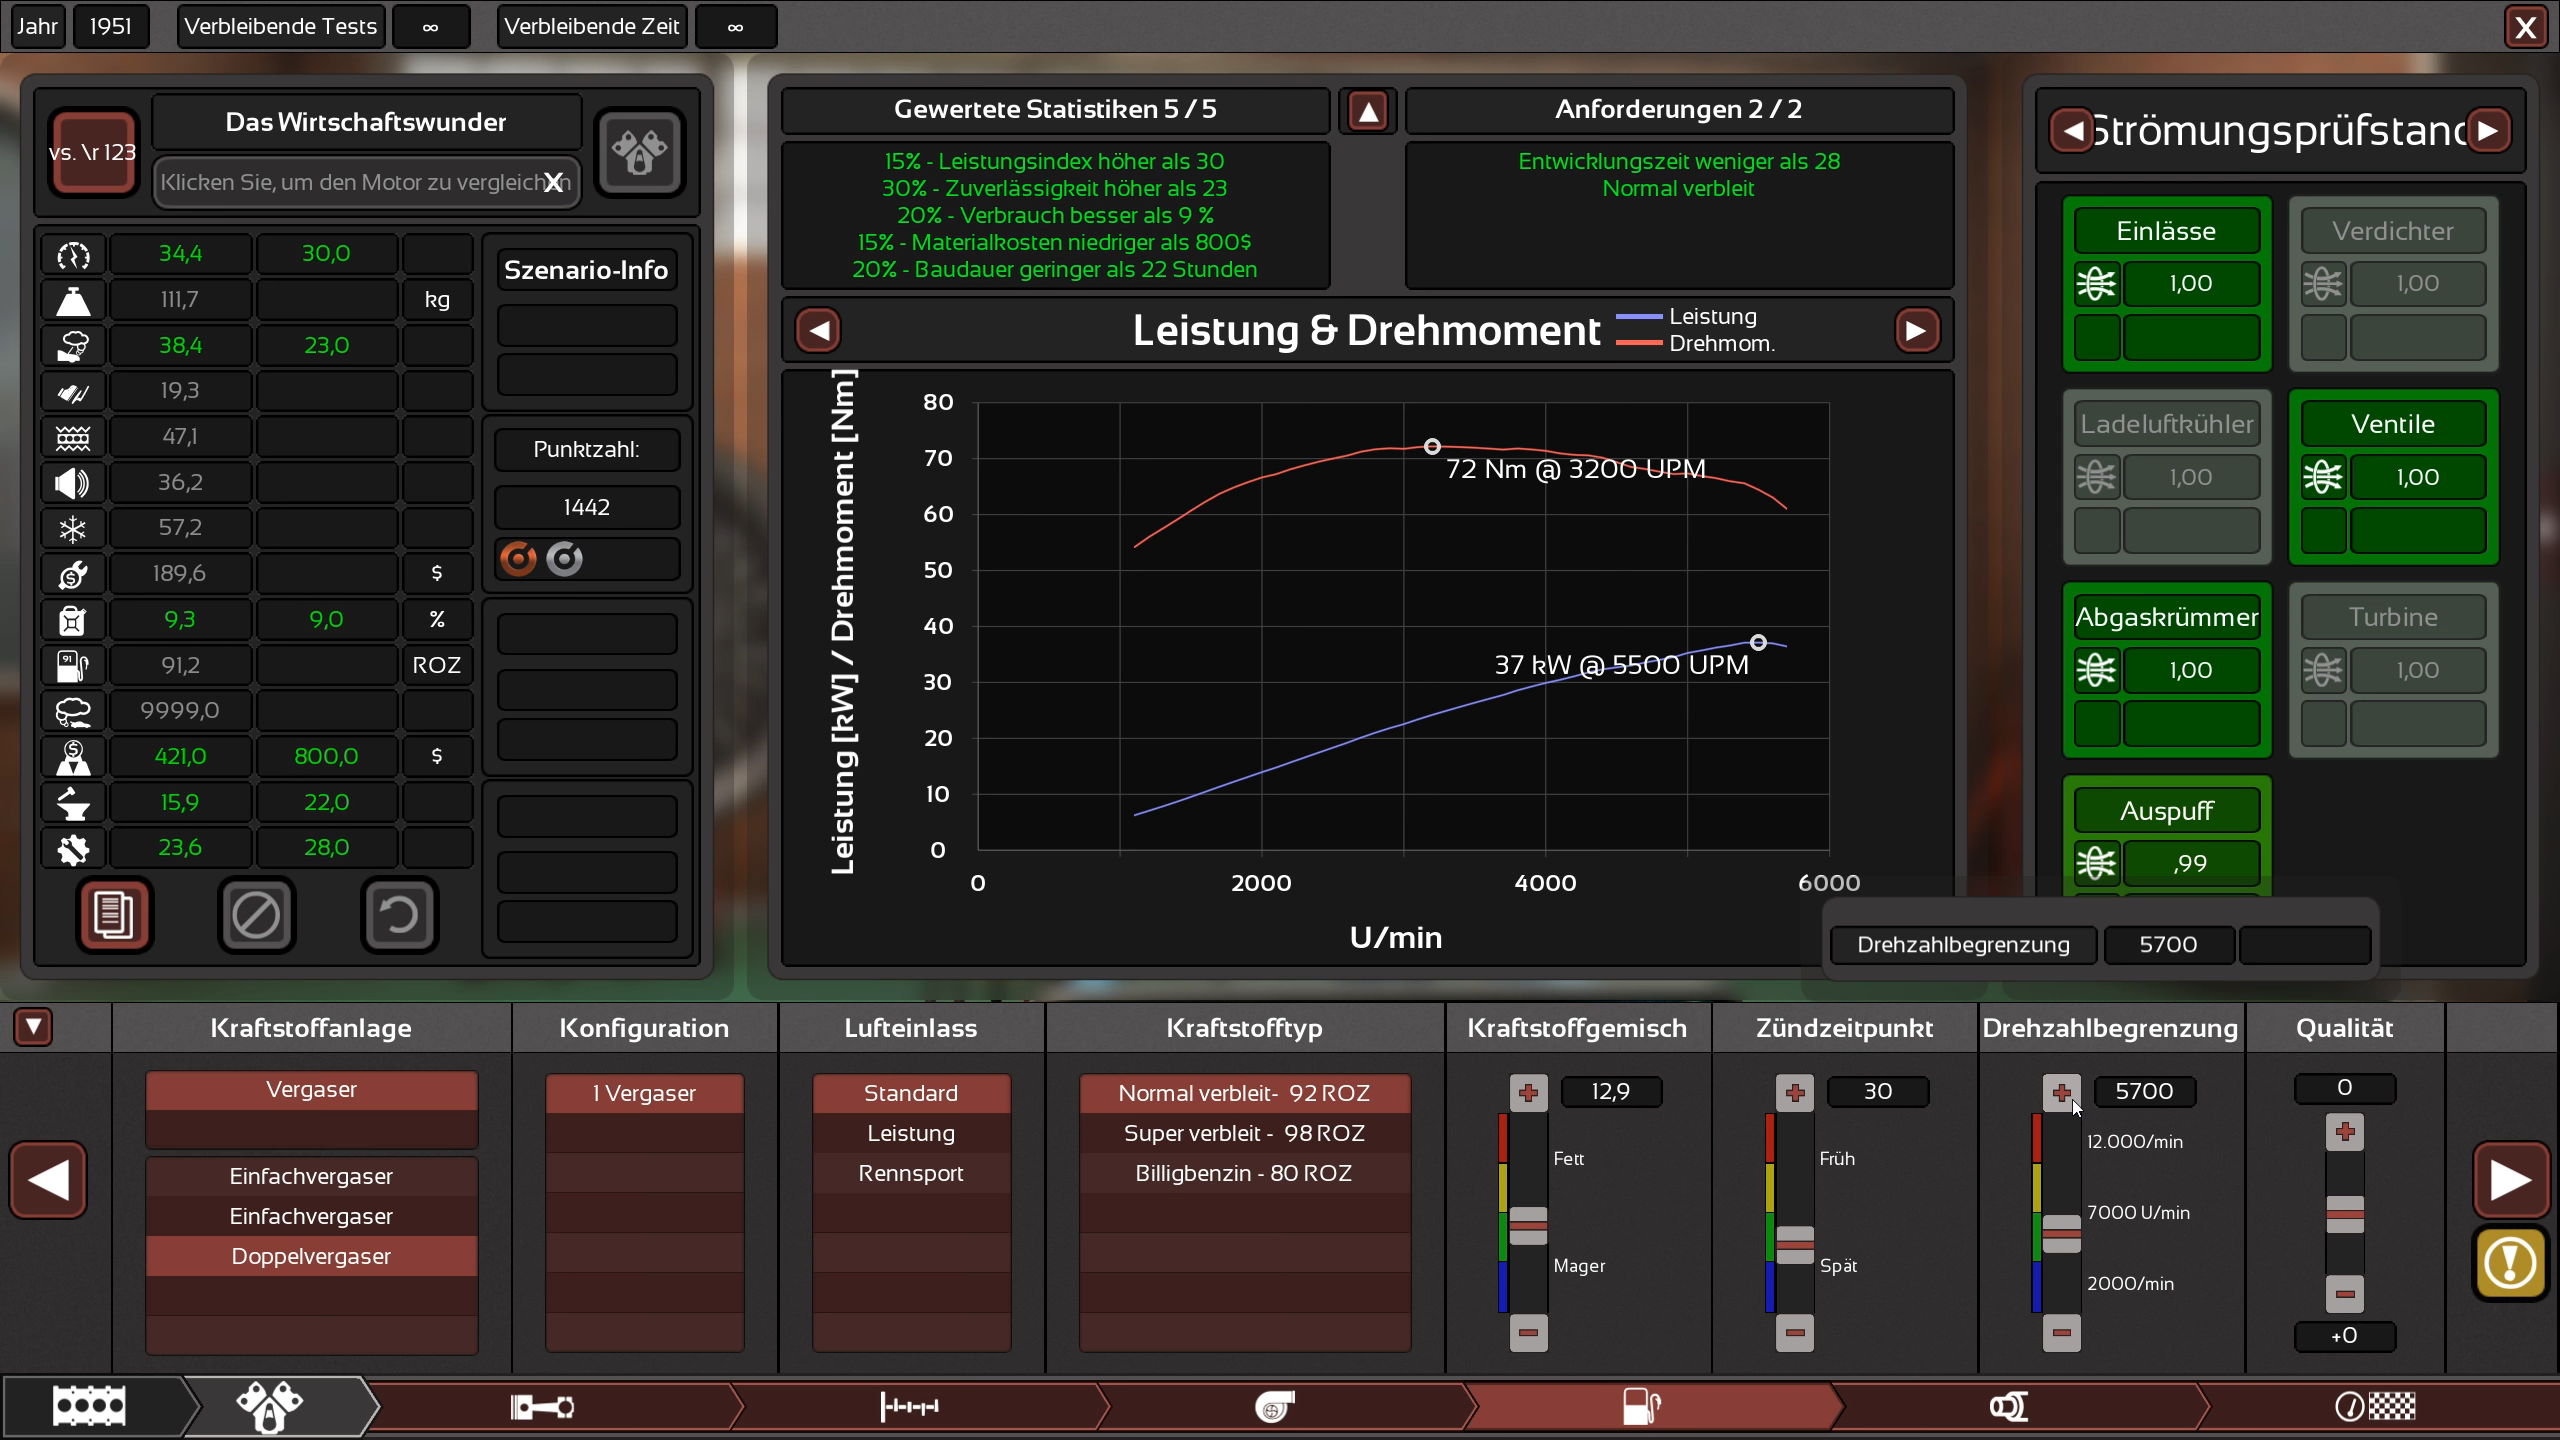 Jahr 1951 Verbleibende Tests ∞ Verbleibende Zeit ∞ X
vs. \r 123
Das Wirtschaftswunder
Klicken Sie, um den Motor zu vergleichen X
34,4 30,0
111,7 kg
38,4 23,0
19,3
47,1
36,2
57,2
189,6 $
9,3 9,0 %
91 91,2 ROZ
9999,0
421,0 800,0 $
15,9 22,0
23,6 28,0
Szenario-Info
Punktzahl:
1442
Gewertete Statistiken 5 / 5
15% - Leistungsindex höher als 30
30% - Zuverlässigkeit höher als 23
20% - Verbrauch besser als 9 %
15% - Materialkosten niedriger als 800$
20% - Baudauer geringer als 22 Stunden
Anforderungen 2 / 2
Entwicklungszeit weniger als 28
Normal verbleit
Leistung & Drehmoment
Leistung
Drehmom.
Leistung [kW] / Drehmoment [Nm]
80
70
60
50
40
30
20
10
0
72 Nm @ 3200 UPM
37 kW @ 5500 UPM
0 2000 4000 6000
U/min
Strömungsprüfstand
Einlässe
1,00
Verdichter
1,00
Ladeluftkühler
1,00
Ventile
1,00
Abgaskrümmer
1,00
Turbine
1,00
Auspuff
,99
Drehzahlbegrenzung 5700
Kraftstoffanlage
Vergaser
Einfachvergaser
Einfachvergaser
Doppelvergaser
Konfiguration
1 Vergaser
Lufteinlass
Standard
Leistung
Rennsport
Kraftstofftyp
Normal verbleit- 92 ROZ
Super verbleit - 98 ROZ
Billigbenzin - 80 ROZ
Kraftstoffgemisch
12,9
Fett
Mager
Zündzeitpunkt
30
Früh
Spät
Drehzahlbegrenzung
5700
12.000/min
7000 U/min
2000/min
Qualität
0
+0